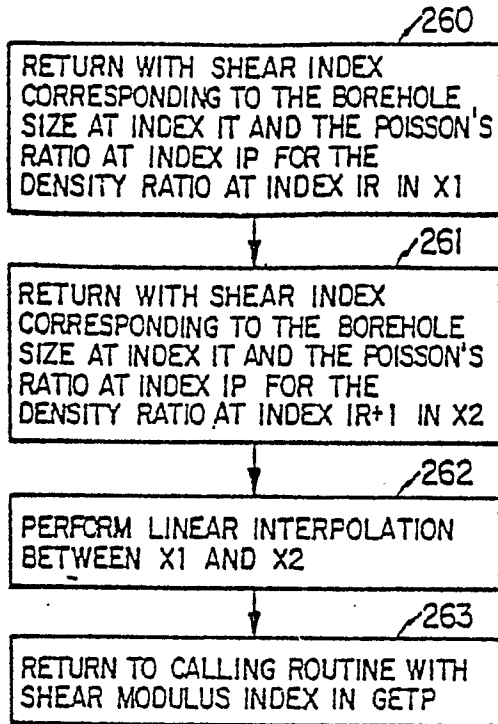 260
RETURN WITH SHEAR INDEX
CORRESPONDING TO THE BOREHOLE
SIZE AT INDEX IT AND THE POISSON'S
RATIO AT INDEX IP FOR THE
DENSITY RATIO AT INDEX IR IN X1
261
RETURN WITH SHEAR INDEX
CORRESPONDING TO THE BOREHOLE
SIZE AT INDEX IT AND THE POISSON'S
RATIO AT INDEX IP FOR THE
DENSITY RATIO AT INDEX IR+1 IN X2
262
PERFORM LINEAR INTERPOLATION
BETWEEN X1 AND X2
263
RETURN TO CALLING ROUTINE WITH
SHEAR MODULUS INDEX IN GETP